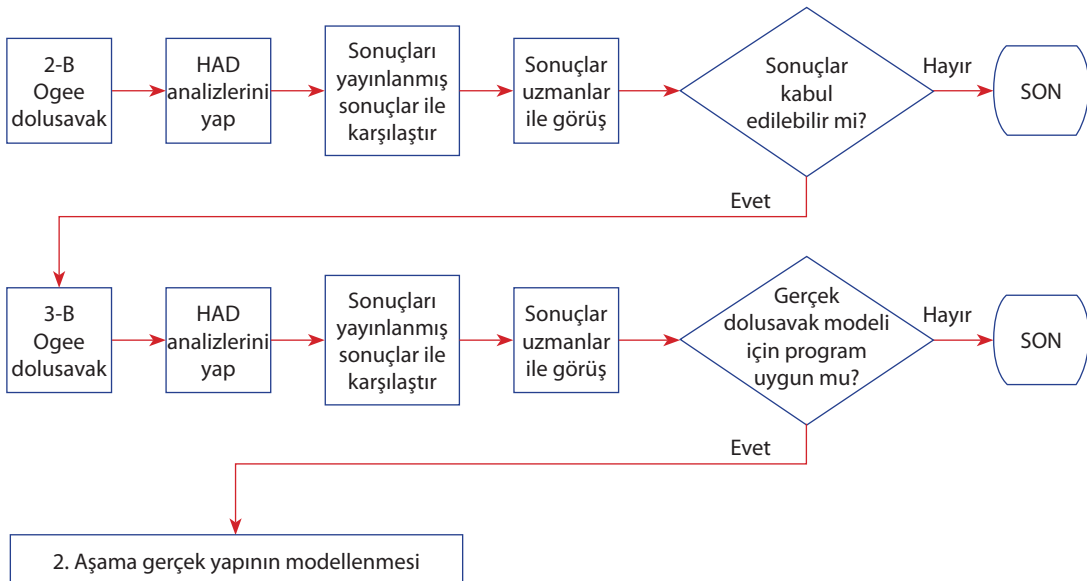 2-B
Ogee
dolusavak
HAD
analizlerini
yap
Sonuçları
yayınlanmış
sonuçlar ile
karşılaştır
Sonuçlar
uzmanlar
ile görüş
Sonuçlar
kabul
edilebilir mi?
Hayır
SON
Evet
3-B
Ogee
dolusavak
HAD
analizlerini
yap
Sonuçları
yayınlanmış
sonuçlar ile
karşılaştır
Sonuçlar
uzmanlar
ile görüş
Gerçek
dolusavak modeli
için program
uygun mu?
Hayır
SON
Evet
2. Aşama gerçek yapının modellenmesi